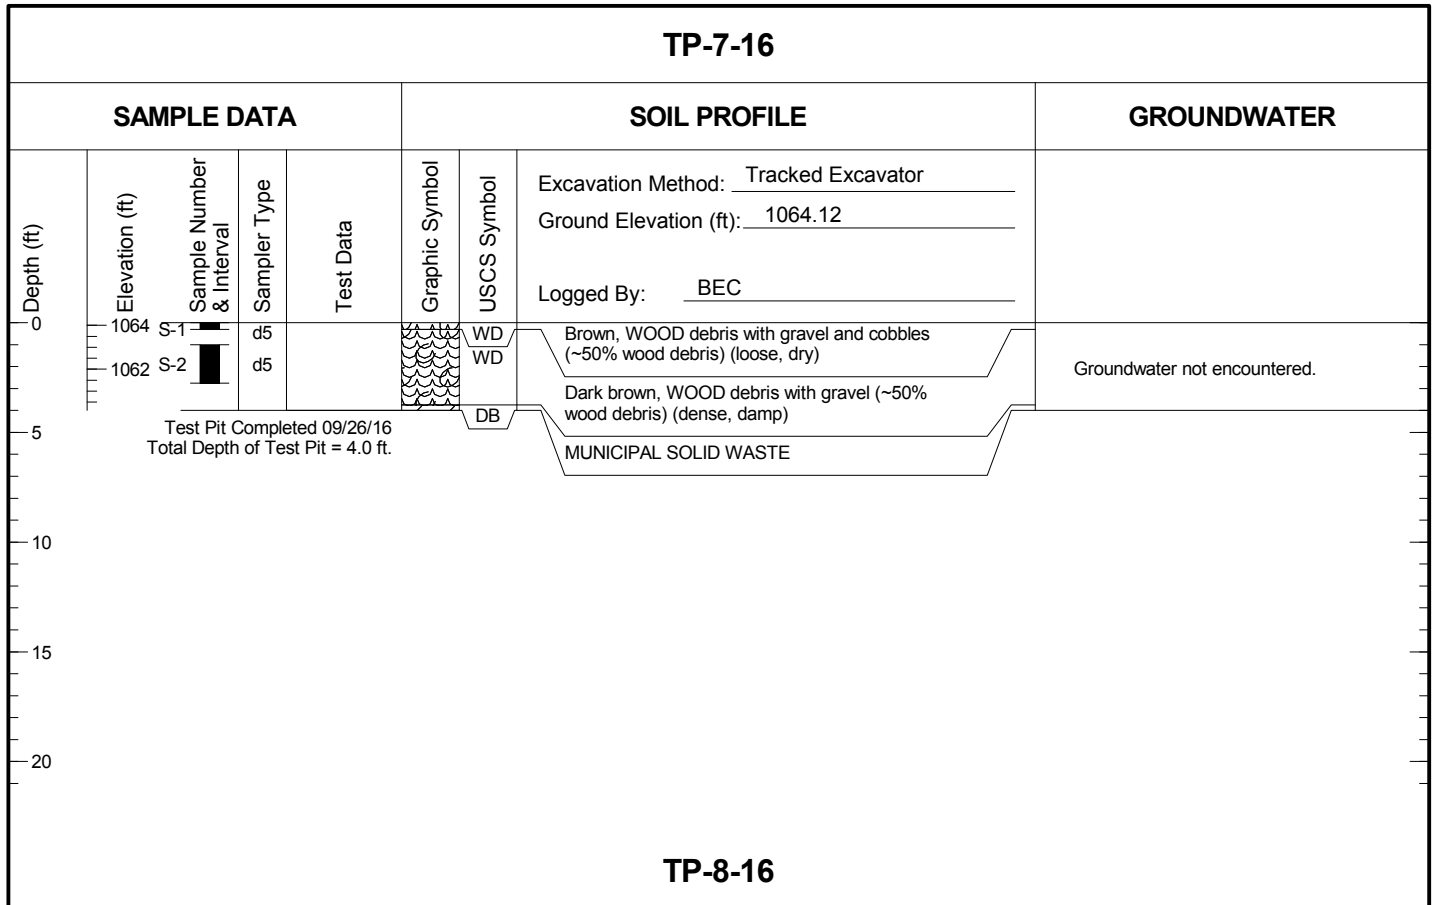 TP-7-16
SAMPLE DATA
SOIL PROFILE
GROUNDWATER
Depth (ft)
Elevation (ft)
Sample Number
& Interval
Sampler Type
Test Data
Graphic Symbol
USCS Symbol
Excavation Method: Tracked Excavator
Ground Elevation (ft): 1064.12
Logged By: BEC
0
1064
S-1
d5
WD
Brown, WOOD debris with gravel and cobbles
(~50% wood debris) (loose, dry)
1062
S-2
d5
WD
Dark brown, WOOD debris with gravel (~50%
wood debris) (dense, damp)
Groundwater not encountered.
DB
MUNICIPAL SOLID WASTE
Test Pit Completed 09/26/16
Total Depth of Test Pit = 4.0 ft.
5
10
15
20
TP-8-16